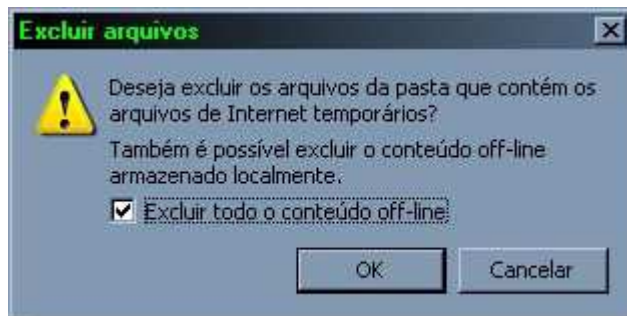 Excluir arquivos
Deseja excluir os arquivos da pasta que contém os
arquivos de Internet temporários?
Também é possível excluir o conteúdo off-line
armazenado localmente.
Excluir todo o conteúdo off-line
OK
Cancelar